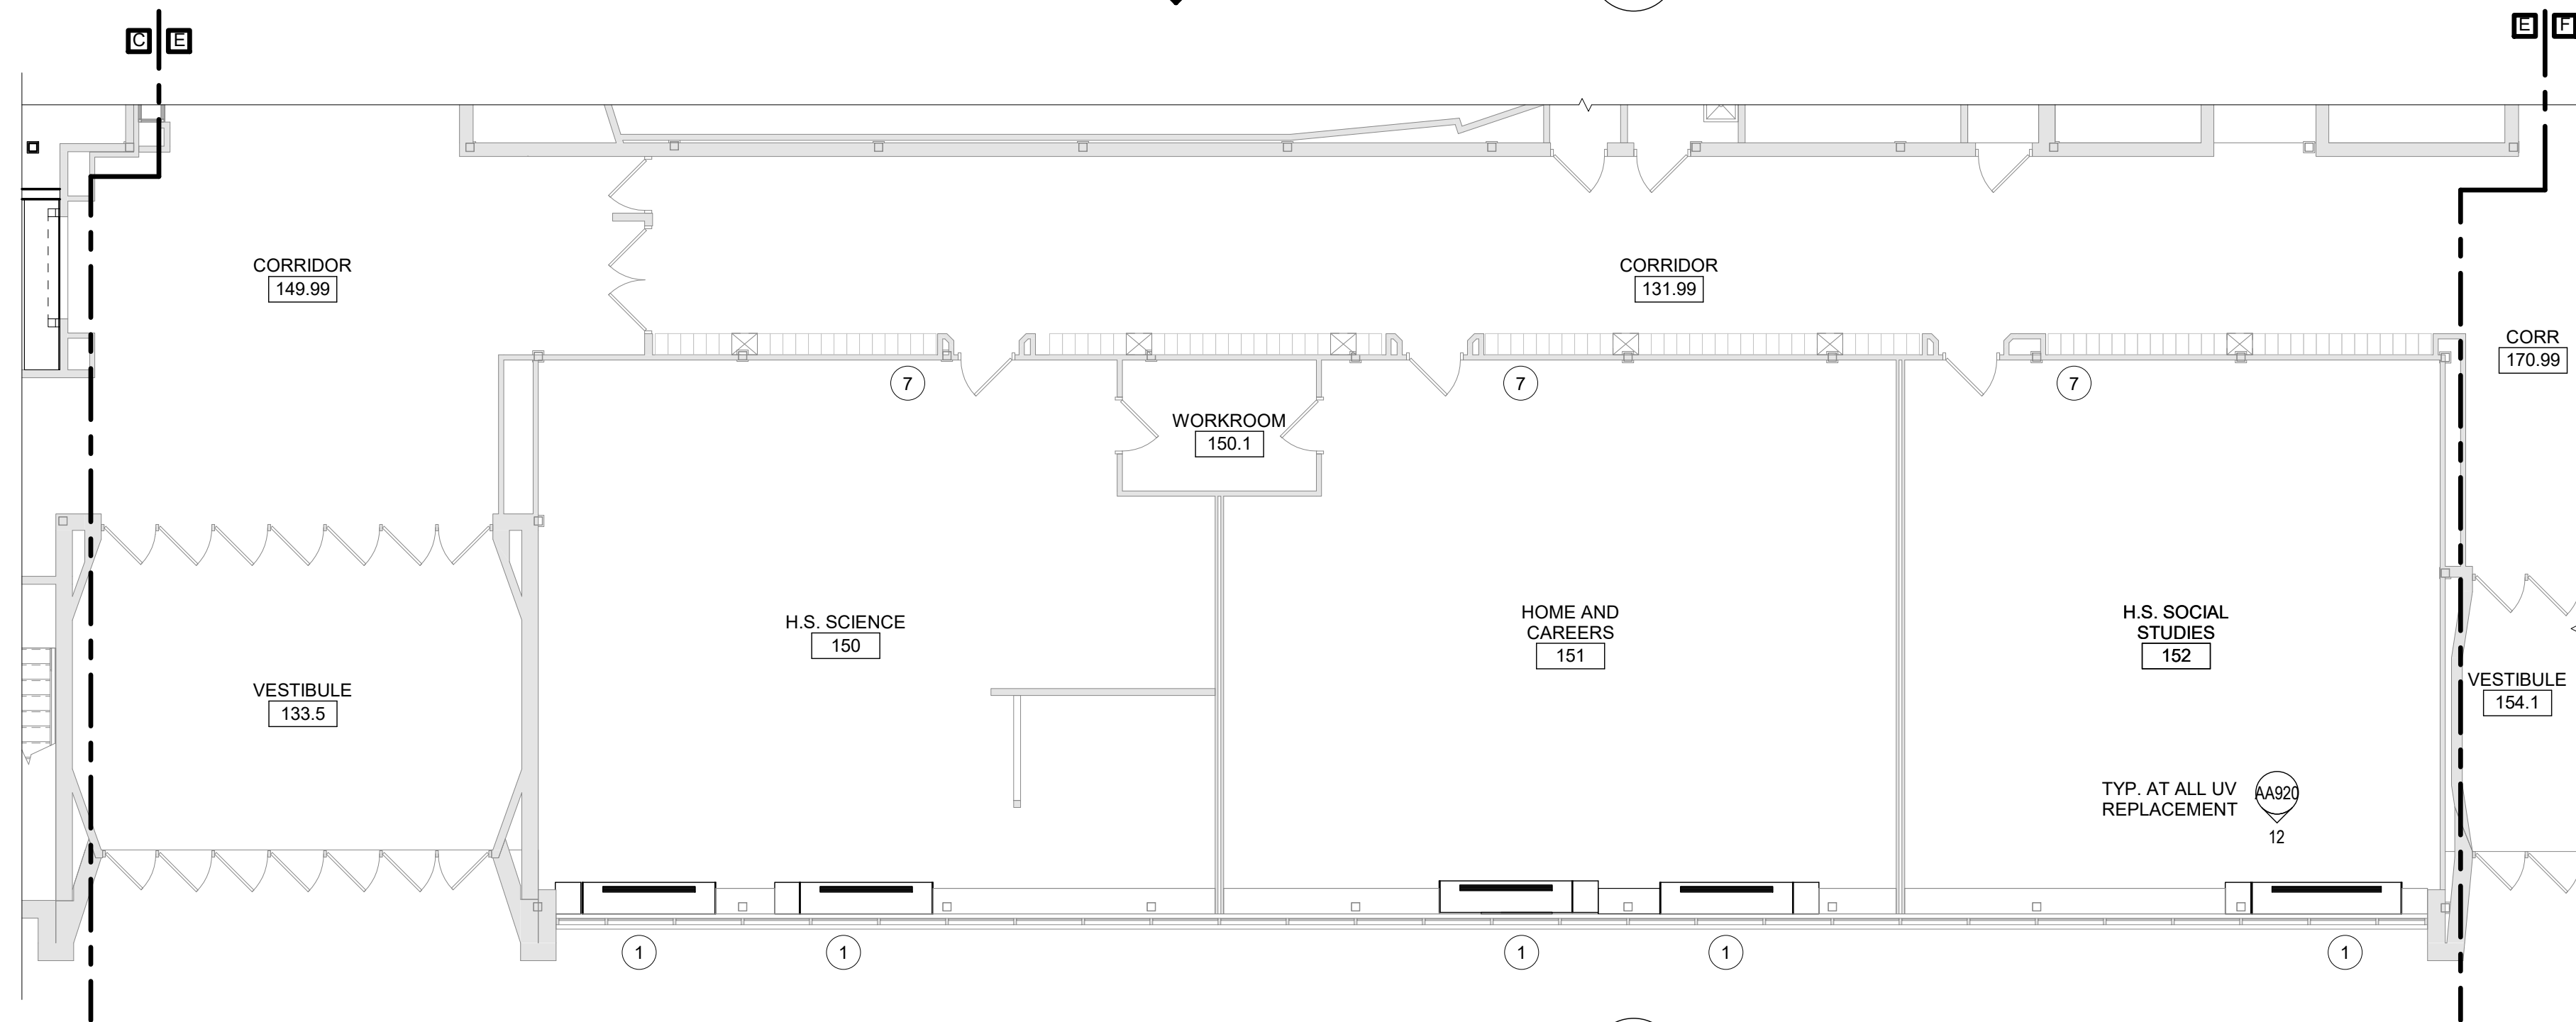 C
E
E
F
CORRIDOR
149.99
CORRIDOR
131.99
CORR
170.99
7
7
7
WORKROOM
150.1
H.S. SCIENCE
150
HOME AND
CAREERS
151
H.S. SOCIAL
STUDIES
152
VESTIBULE
133.5
VESTIBULE
154.1
TYP. AT ALL UV
REPLACEMENT
AA920
12
1
1
1
1
1